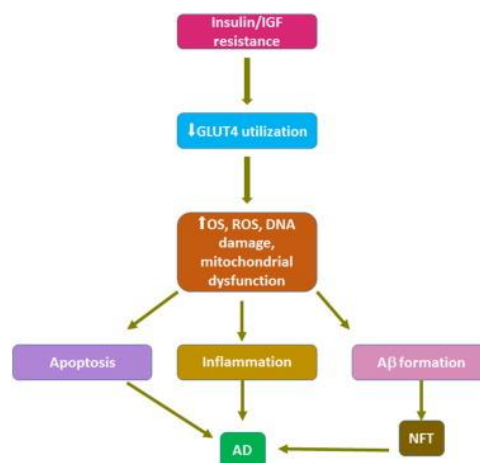 Insulin/IGF
resistance
⬇GLUT4 utilization
⬆OS, ROS, DNA
damage,
mitochondrial
dysfunction
Apoptosis
Inflammation
Aβ formation
NFT
AD